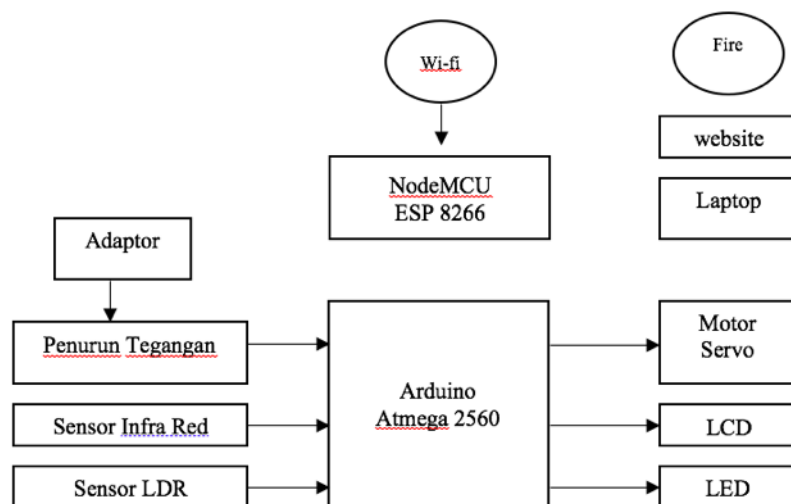 Wi-fi
Fire
website
NodeMCU
ESP 8266
Laptop
Adaptor
Penurun Tegangan
Motor
Servo
Arduino
Atmega 2560
Sensor Infra Red
LCD
Sensor LDR
LED